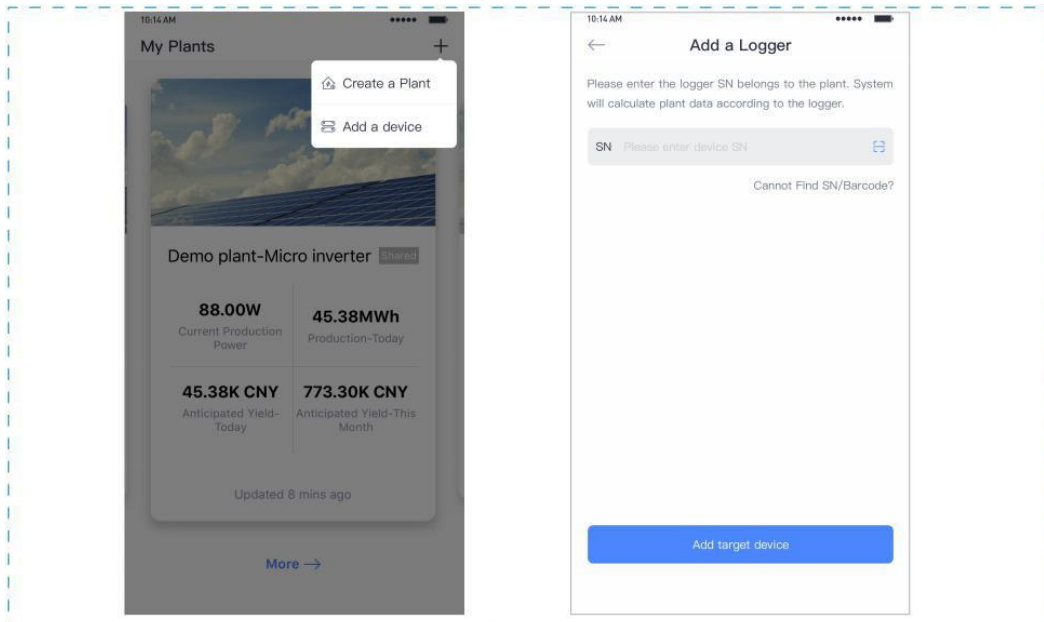 10:14 AM
My Plants
Create a Plant
Add a device
Demo plant-Micro inverter Shared
88.00W
Current Production
Power
45.38MWh
Production-Today
45.38K CNY
Anticipated Yield-
Today
773.30K CNY
Anticipated Yield-This
Month
Updated 8 mins ago
More
10:14 AM
Add a Logger
Please enter the logger SN belongs to the plant. System
will calculate plant data according to the logger.
SN Please enter device SN
Cannot Find SN/Barcode?
Add target device